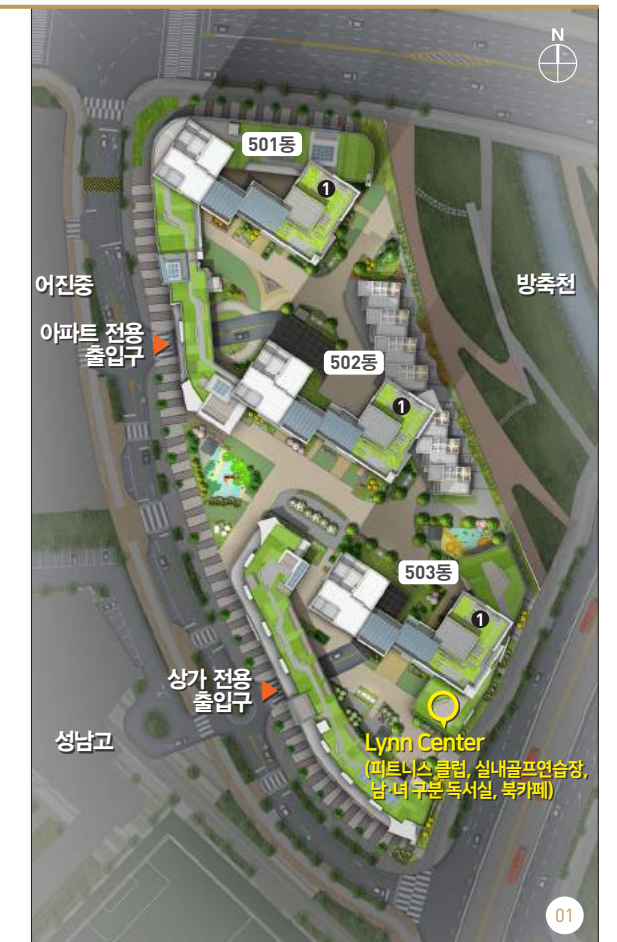 N
501동
1
어진중
방축천
아파트 전용
출입구
502동
1
503동
1
상가 전용
출입구
성남고
Lynn Center
(피트니스 클럽, 실내골프연습장,
남·녀 구분 독서실, 북카페)
01